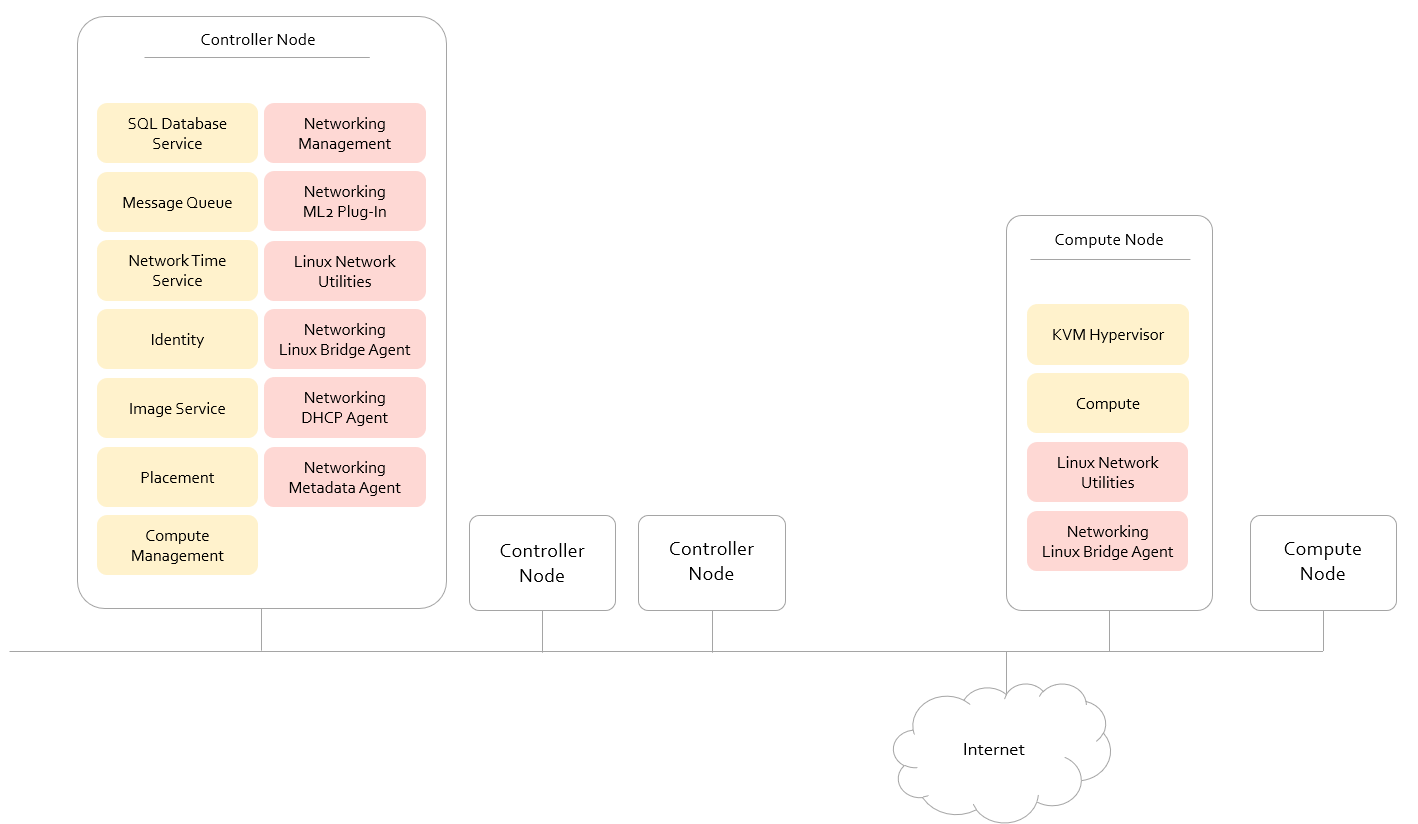 Controller Node
SQL Database
Service
Message Queue
Network Time
Service
Identity
Image Service
Placement
Compute
Management
Networking
Management
Networking
ML2 Plug-In
Linux Network
Utilities
Networking
Linux Bridge Agent
Networking
DHCP Agent
Networking
Metadata Agent
Controller
Node
Controller
Node
Compute Node
KVM Hypervisor
Compute
Linux Network
Utilities
Networking
Linux Bridge Agent
Compute
Node
Internet